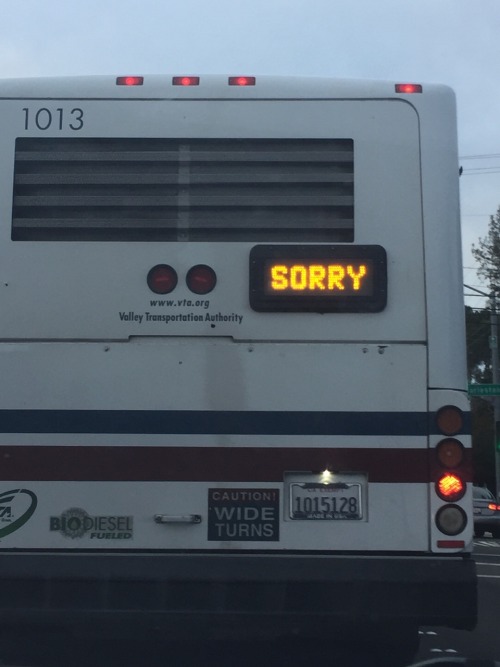 1013
SORRY
www.vta.org
Valley Transportation Authority
CAUTION!
WIDE
TURNS
1015128
BIODIESEL
FUELED